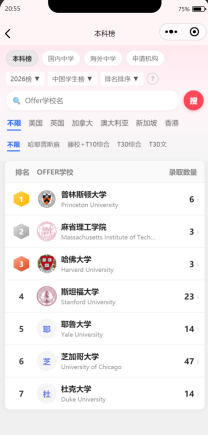 20:55
75%
本科榜
本科榜 国内中学 海外中学 申请机构
2026榜 ▼ 中国学生榜 ▼ 排名排序 ▼ ?
Offer学校名 搜
不限 美国 英国 加拿大 澳大利亚 新加坡 香港
不限 藤校+T10综合 T30综合 T30文
排名 OFFER学校 录取数量
1 普林斯顿大学 6
Princeton University
2 麻省理工学院 3
Massachusetts Institute of Tech...
3 哈佛大学 3
Harverd University
4 斯坦福大学 23
Stanford University
5 耶 耶鲁大学 14
Yale University
6 芝 芝加哥大学 47
University of Chicago
7 杜 杜克大学 14
Duke University